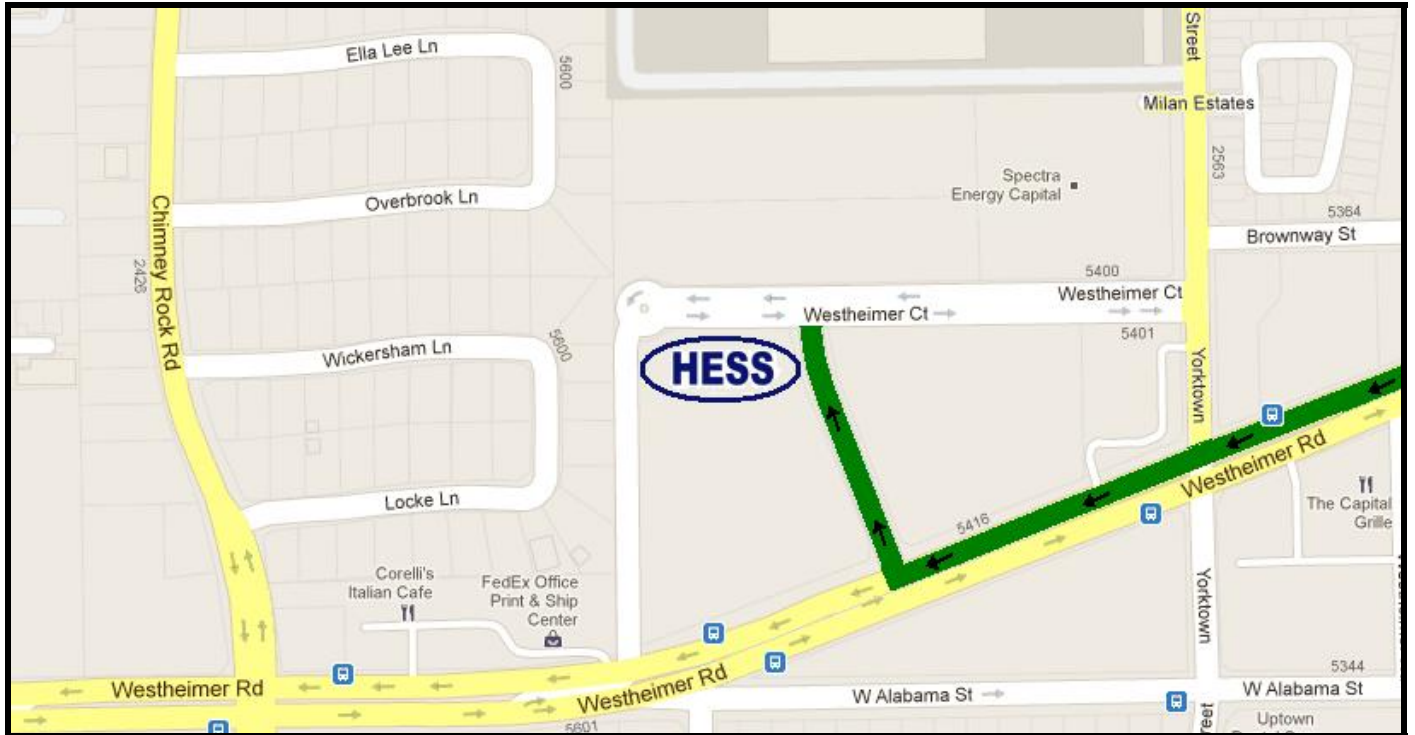 Ella Lee Ln
5600
Street
Milan Estates
2563
Spectra
Energy Capital
Overbrook Ln
5364
Brownway St
Chimney Rock Rd
2426
5400
Westheimer Ct
Westheimer Ct
5401
Wickersham Ln
5600
HESS
Yorktown
Westheimer Rd
The Capital
Grille
Locke Ln
5416
Corelli's
Italian Cafe
FedEx Office
Print & Ship
Center
Yorktown
Westheimer Rd
Westheimer Rd
5601
W Alabama St
5344
W Alabama St
Uptown